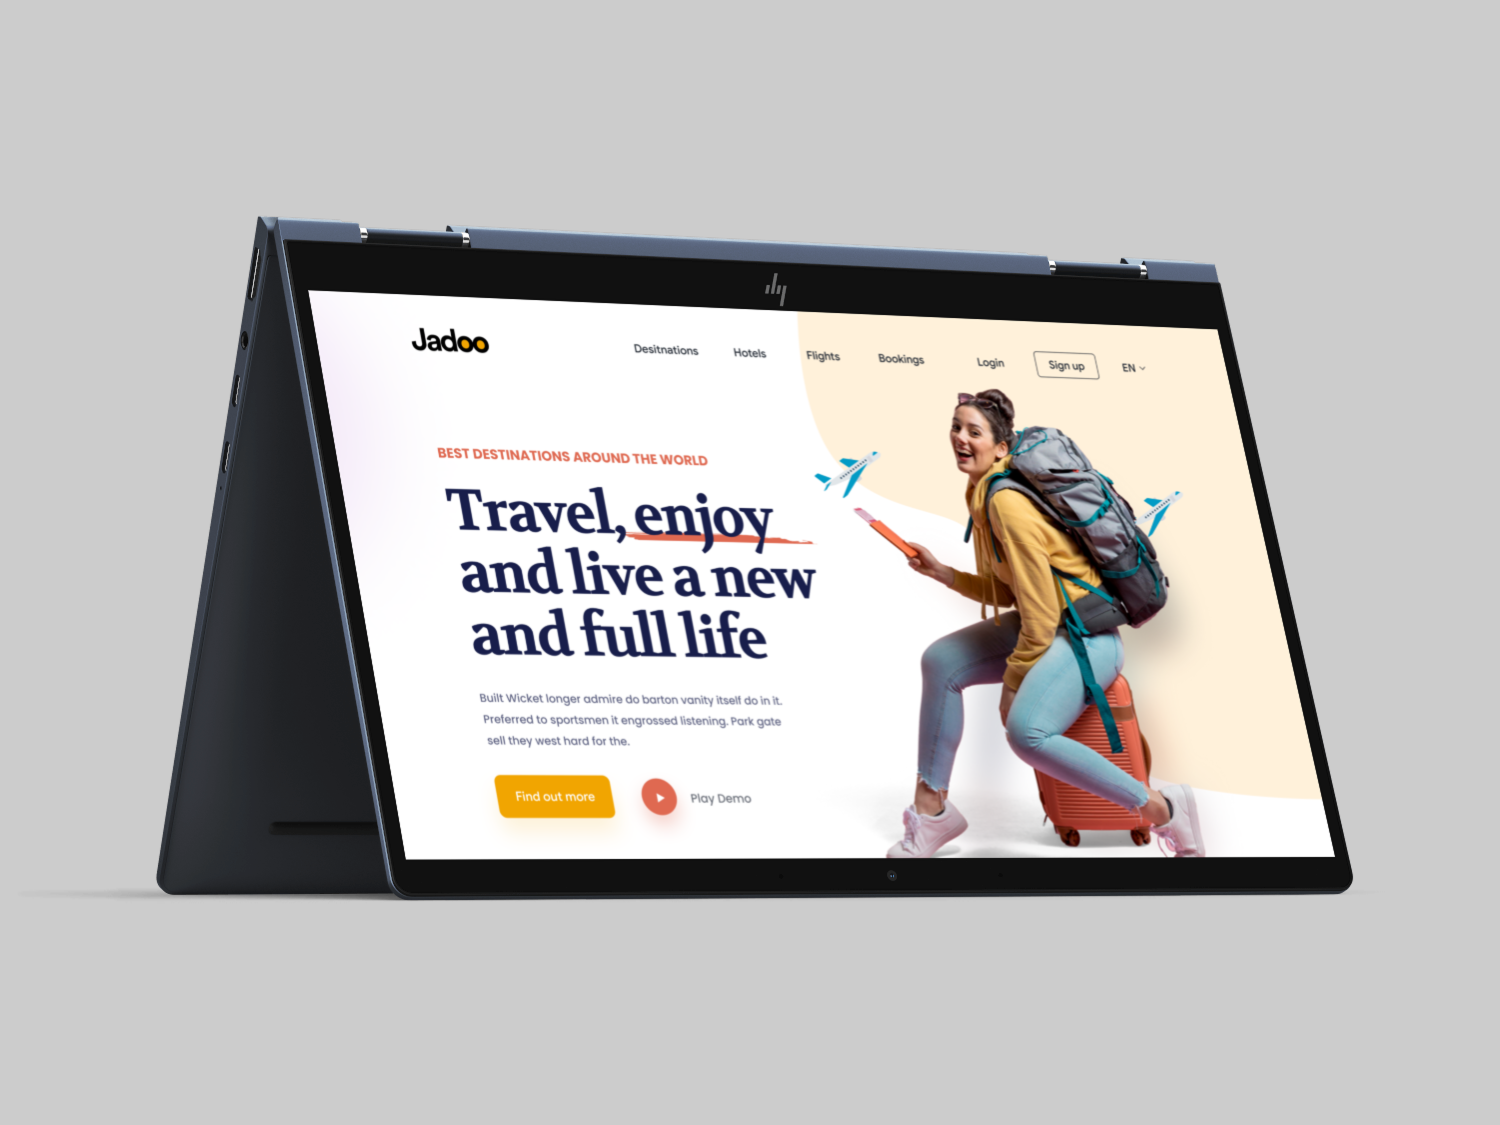 hp
Jadoo
Desitnations Hotels Flights Bookings Login Sign up EN
BEST DESTINATIONS AROUND THE WORLD
Travel, enjoy
and live a new
and full life
Built Wicket longer admire do barton vanity itself do in it.
Preferred to sportsmen it engrossed listening. Park gate
sell they west hard for the.
Find out more Play Demo